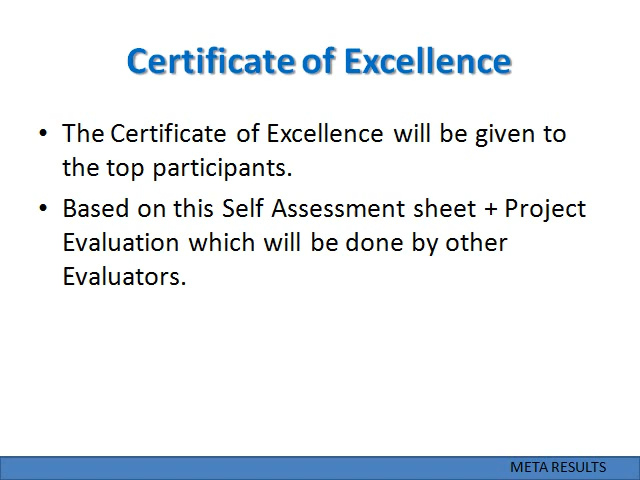 Certificate of Excellence
• The Certificate of Excellence will be given to
the top participants.
• Based on this Self Assessment sheet + Project
Evaluation which will be done by other
Evaluators.
META RESULTS